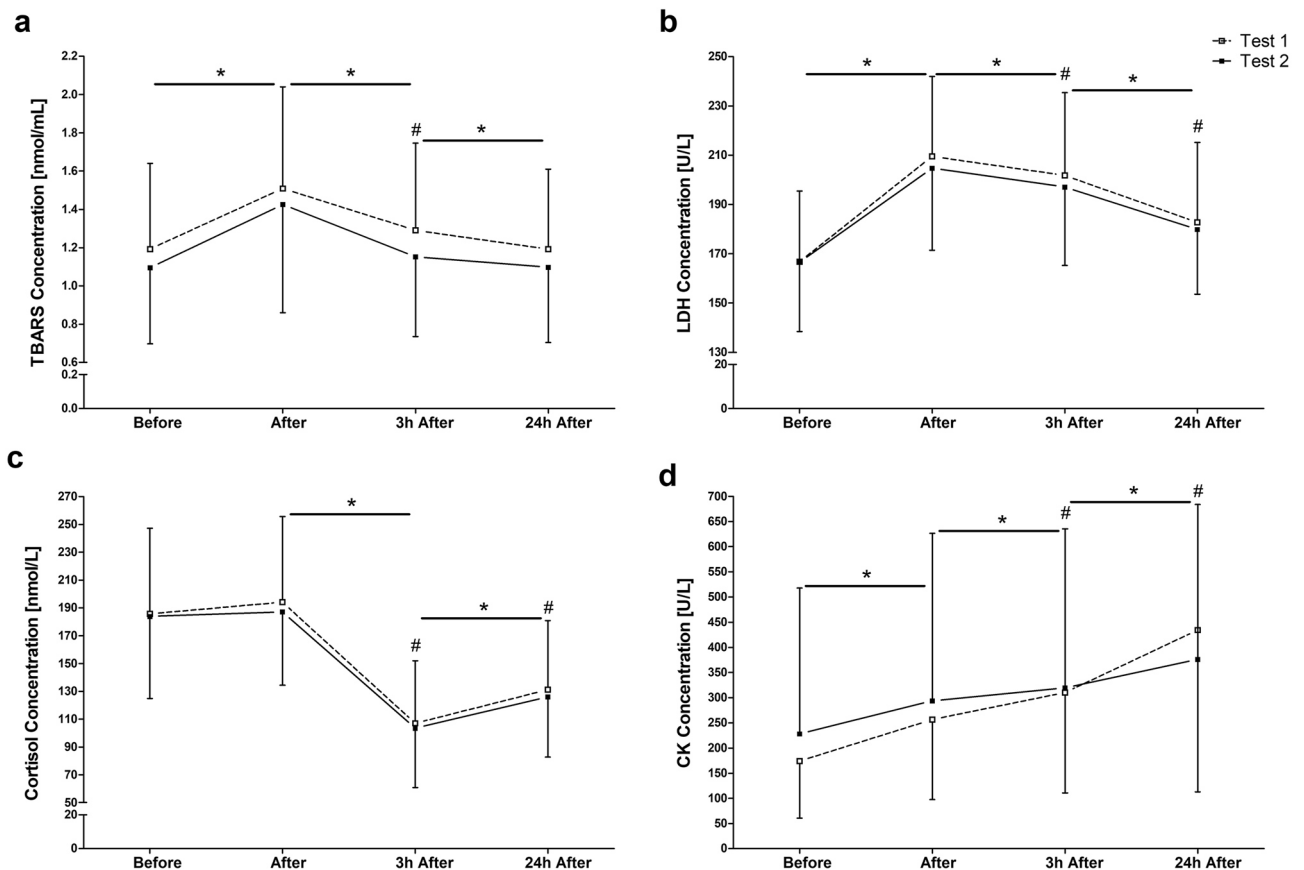 a
TBARS Concentration [nmol/mL]
2.2
2.0
1.8
1.6
1.4
1.2
1.0
0.8
0.6
0.2
0.0
* * # *
Before After 3h After 24h After
b
Test 1
Test 2
LDH Concentration [U/L]
250
230
210
190
170
150
130
20
0
* * # * #
Before After 3h After 24h After
c
Cortisol Concentration [nmol/L]
270
250
230
210
190
170
150
130
110
90
70
50
20
0
* # * #
Before After 3h After 24h After
d
CK Concentration [U/L]
700
650
600
550
500
450
400
350
300
250
200
150
100
50
0
* * # * #
Before After 3h After 24h After